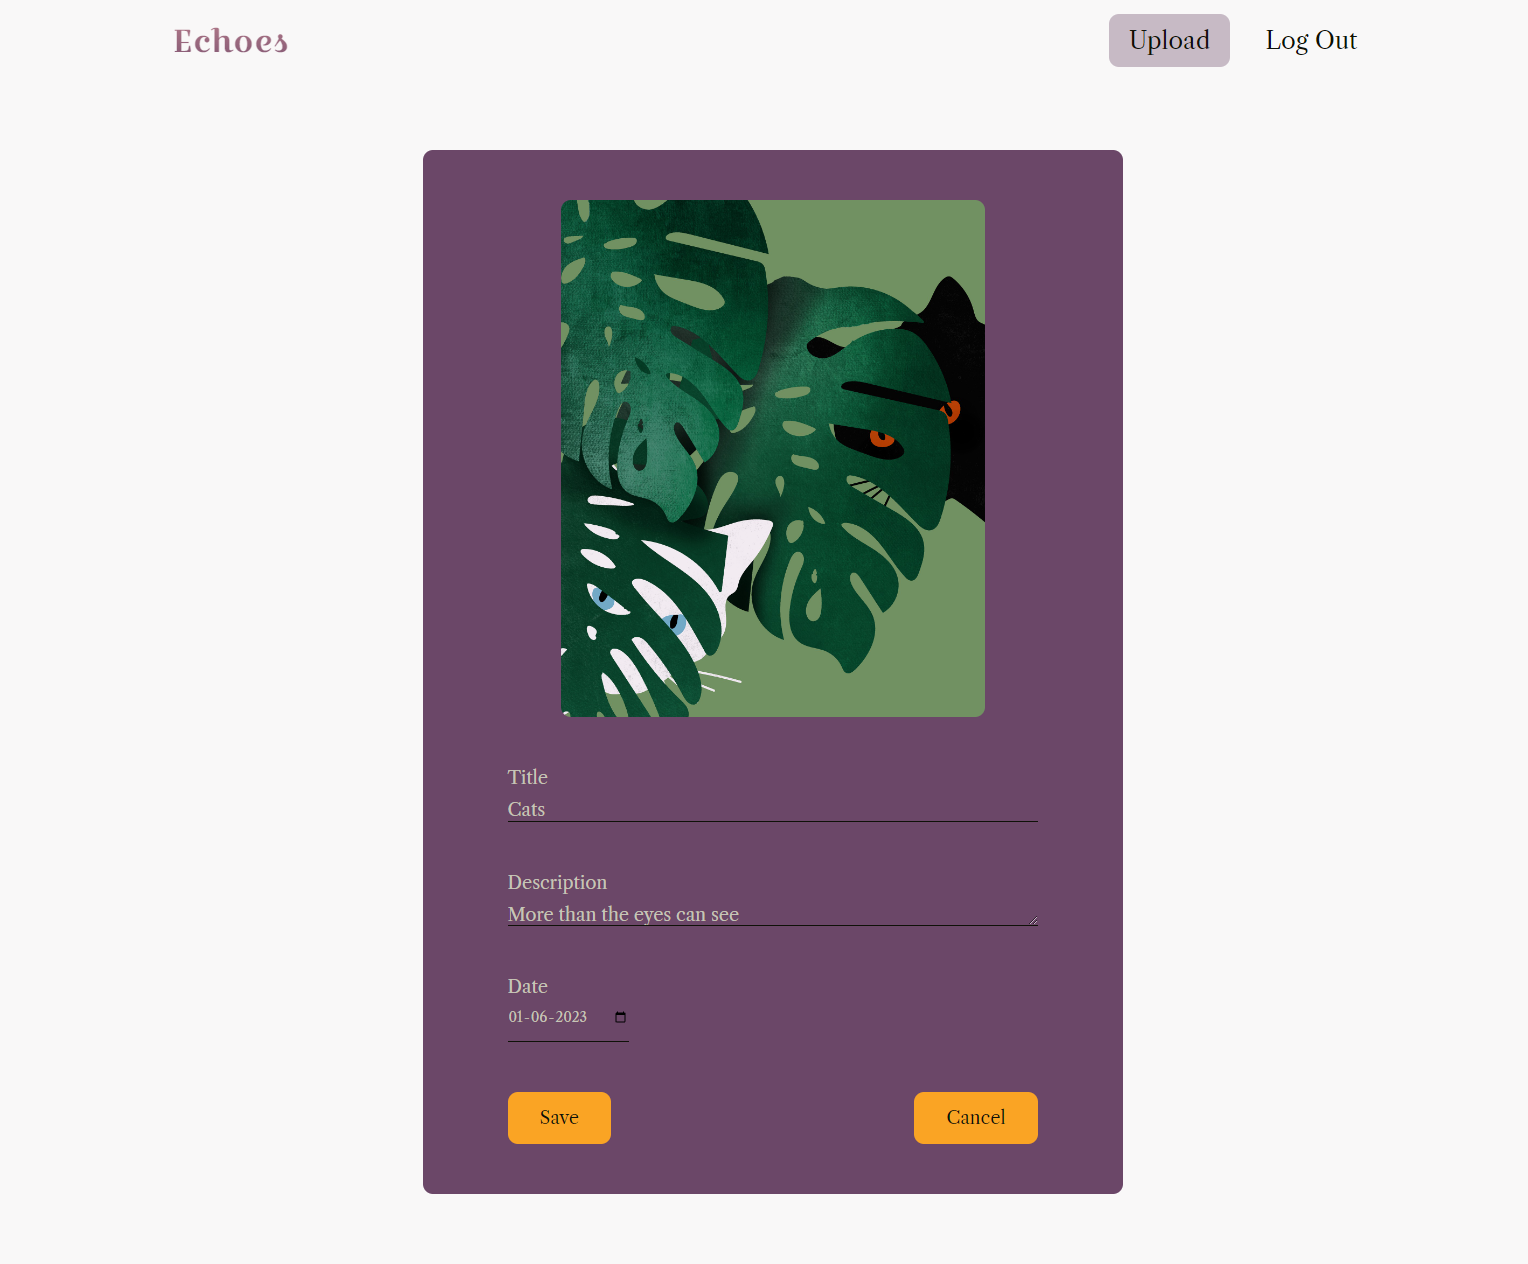 Echoes
Upload
Log Out
Title
Cats
Description
More than the eyes can see
Date
01-06-2023
Save
Cancel